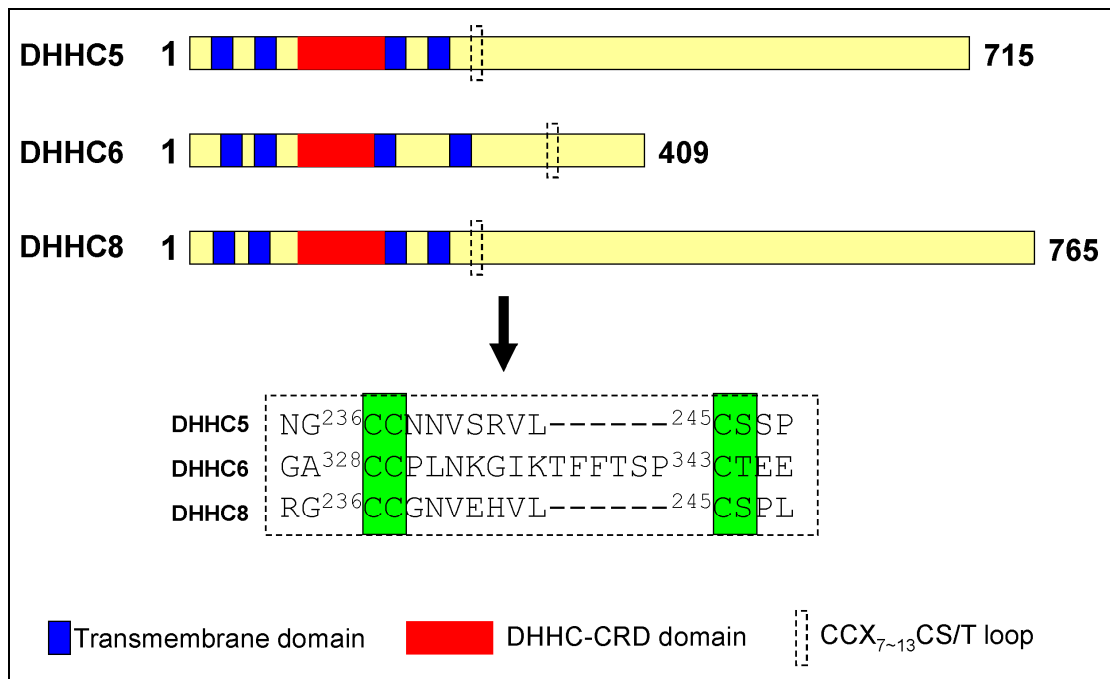 DHHC5 1 715
DHHC6 1 409
DHHC8 1 765
DHHC5 NG236CCNNVSRVL------245CSSP
DHHC6 GA328CCPLNKGIKTFFTSP343CTEE
DHHC8 RG236CCGNVEHVL------245CSPL
Transmembrane domain DHHC-CRD domain CCX7~13CS/T loop